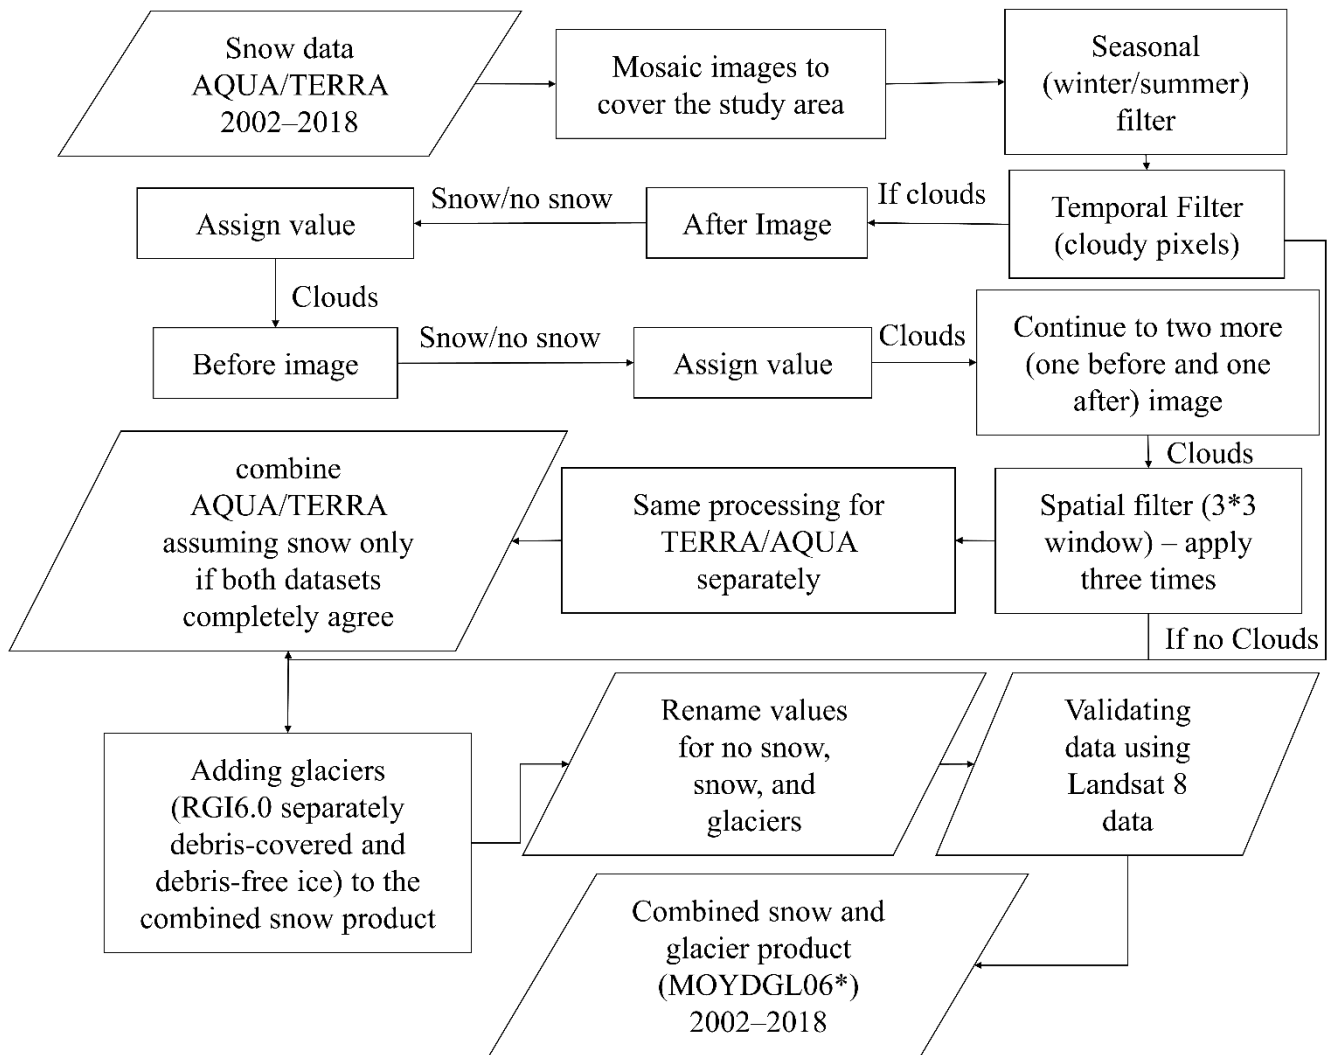 Snow data
AQUA/TERRA
2002–2018
Mosaic images to
cover the study area
Seasonal
(winter/summer)
filter
Temporal Filter
(cloudy pixels)
If clouds
After Image
Snow/no snow
Assign value
Clouds
Before image
Snow/no snow
Assign value
Clouds
Continue to two more
(one before and one
after) image
Clouds
Spatial filter (3*3
window) – apply
three times
Same processing for
TERRA/AQUA
separately
combine
AQUA/TERRA
assuming snow only
if both datasets
completely agree
If no Clouds
Adding glaciers
(RGI6.0 separately
debris-covered and
debris-free ice) to the
combined snow product
Rename values
for no snow,
snow, and
glaciers
Validating
data using
Landsat 8
data
Combined snow and
glacier product
(MOYDGL06*)
2002–2018